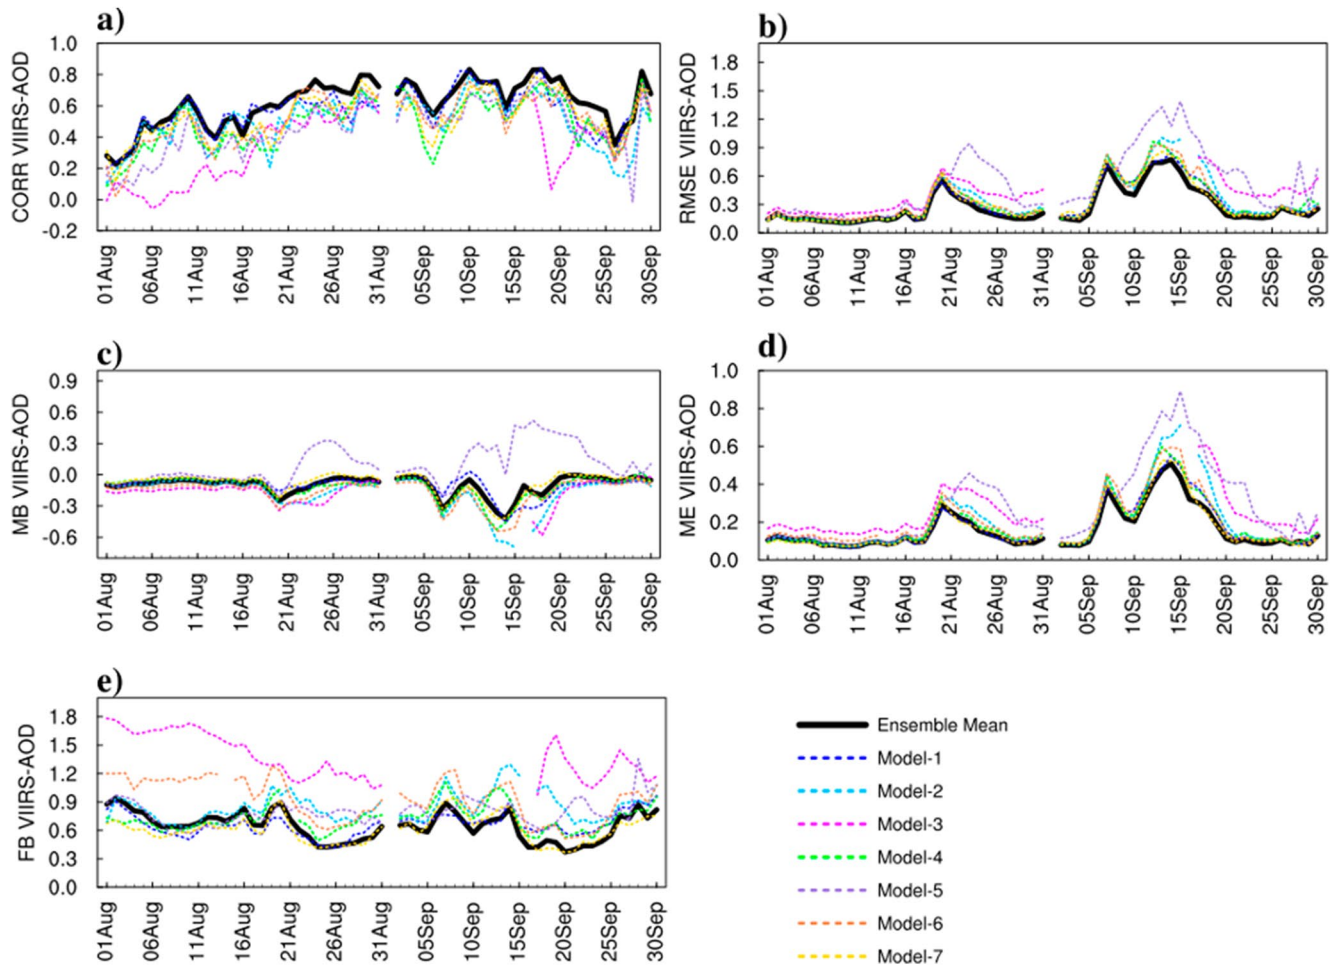 a)
CORR VIIRS-AOD
1.0
0.8
0.6
0.4
0.2
0.0
-0.2
01Aug
06Aug
11Aug
16Aug
21Aug
26Aug
31Aug
05Sep
10Sep
15Sep
20Sep
25Sep
30Sep
b)
RMSE VIIRS-AOD
1.8
1.5
1.2
0.9
0.6
0.3
0.0
01Aug
06Aug
11Aug
16Aug
21Aug
26Aug
31Aug
05Sep
10Sep
15Sep
20Sep
25Sep
30Sep
c)
MB VIIRS-AOD
0.9
0.6
0.3
0.0
-0.3
-0.6
01Aug
06Aug
11Aug
16Aug
21Aug
26Aug
31Aug
05Sep
10Sep
15Sep
20Sep
25Sep
30Sep
d)
ME VIIRS-AOD
1.0
0.8
0.6
0.4
0.2
0.0
01Aug
06Aug
11Aug
16Aug
21Aug
26Aug
31Aug
05Sep
10Sep
15Sep
20Sep
25Sep
30Sep
e)
FB VIIRS-AOD
1.8
1.5
1.2
0.9
0.6
0.3
0.0
01Aug
06Aug
11Aug
16Aug
21Aug
26Aug
31Aug
05Sep
10Sep
15Sep
20Sep
25Sep
30Sep
Ensemble Mean
Model-1
Model-2
Model-3
Model-4
Model-5
Model-6
Model-7